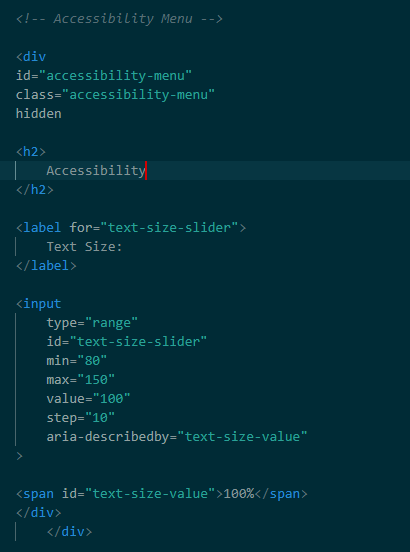 <!-- Accessibility Menu -->
<div
id="accessibility-menu"
class="accessibility-menu"
hidden
<h2>
Accessibility
</h2>
<label for="text-size-slider">
Text Size:
</label>
<input
type="range"
id="text-size-slider"
min="80"
max="150"
value="100"
step="10"
aria-describedby="text-size-value"
>
<span id="text-size-value">100%</span>
</div>
</div>